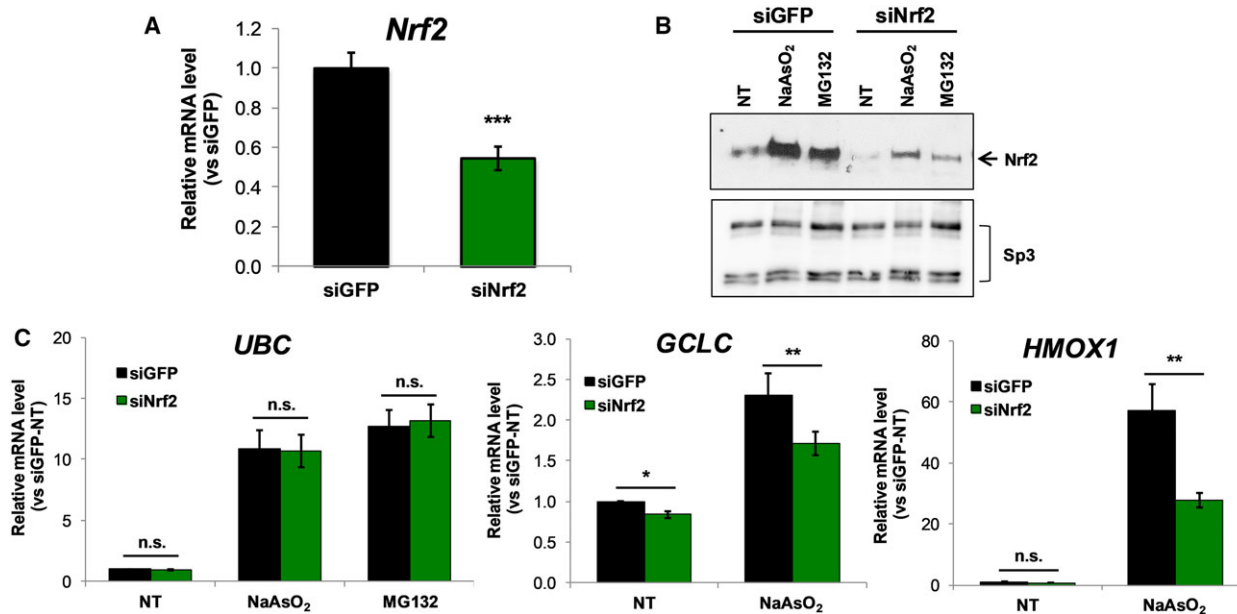 A
Nrf2
Relative mRNA level
(vs siGFP)
1.2
1.0
0.8
0.6
0.4
0.2
0.0
***
siGFP
siNrf2
B
siGFP
siNrf2
NT
NaAsO₂
MG132
NT
NaAsO₂
MG132
Nrf2
Sp3
C
UBC
Relative mRNA level
(vs siGFP-NT)
20
15
10
5
0
siGFP
siNrf2
n.s.
n.s.
n.s.
NT
NaAsO₂
MG132
GCLC
Relative mRNA level
(vs siGFP-NT)
3.0
2.5
2.0
1.5
1.0
0.5
0.0
siGFP
siNrf2
*
**
NT
NaAsO₂
HMOX1
Relative mRNA level
(vs siGFP-NT)
80
60
40
20
0
siGFP
siNrf2
n.s.
**
NT
NaAsO₂